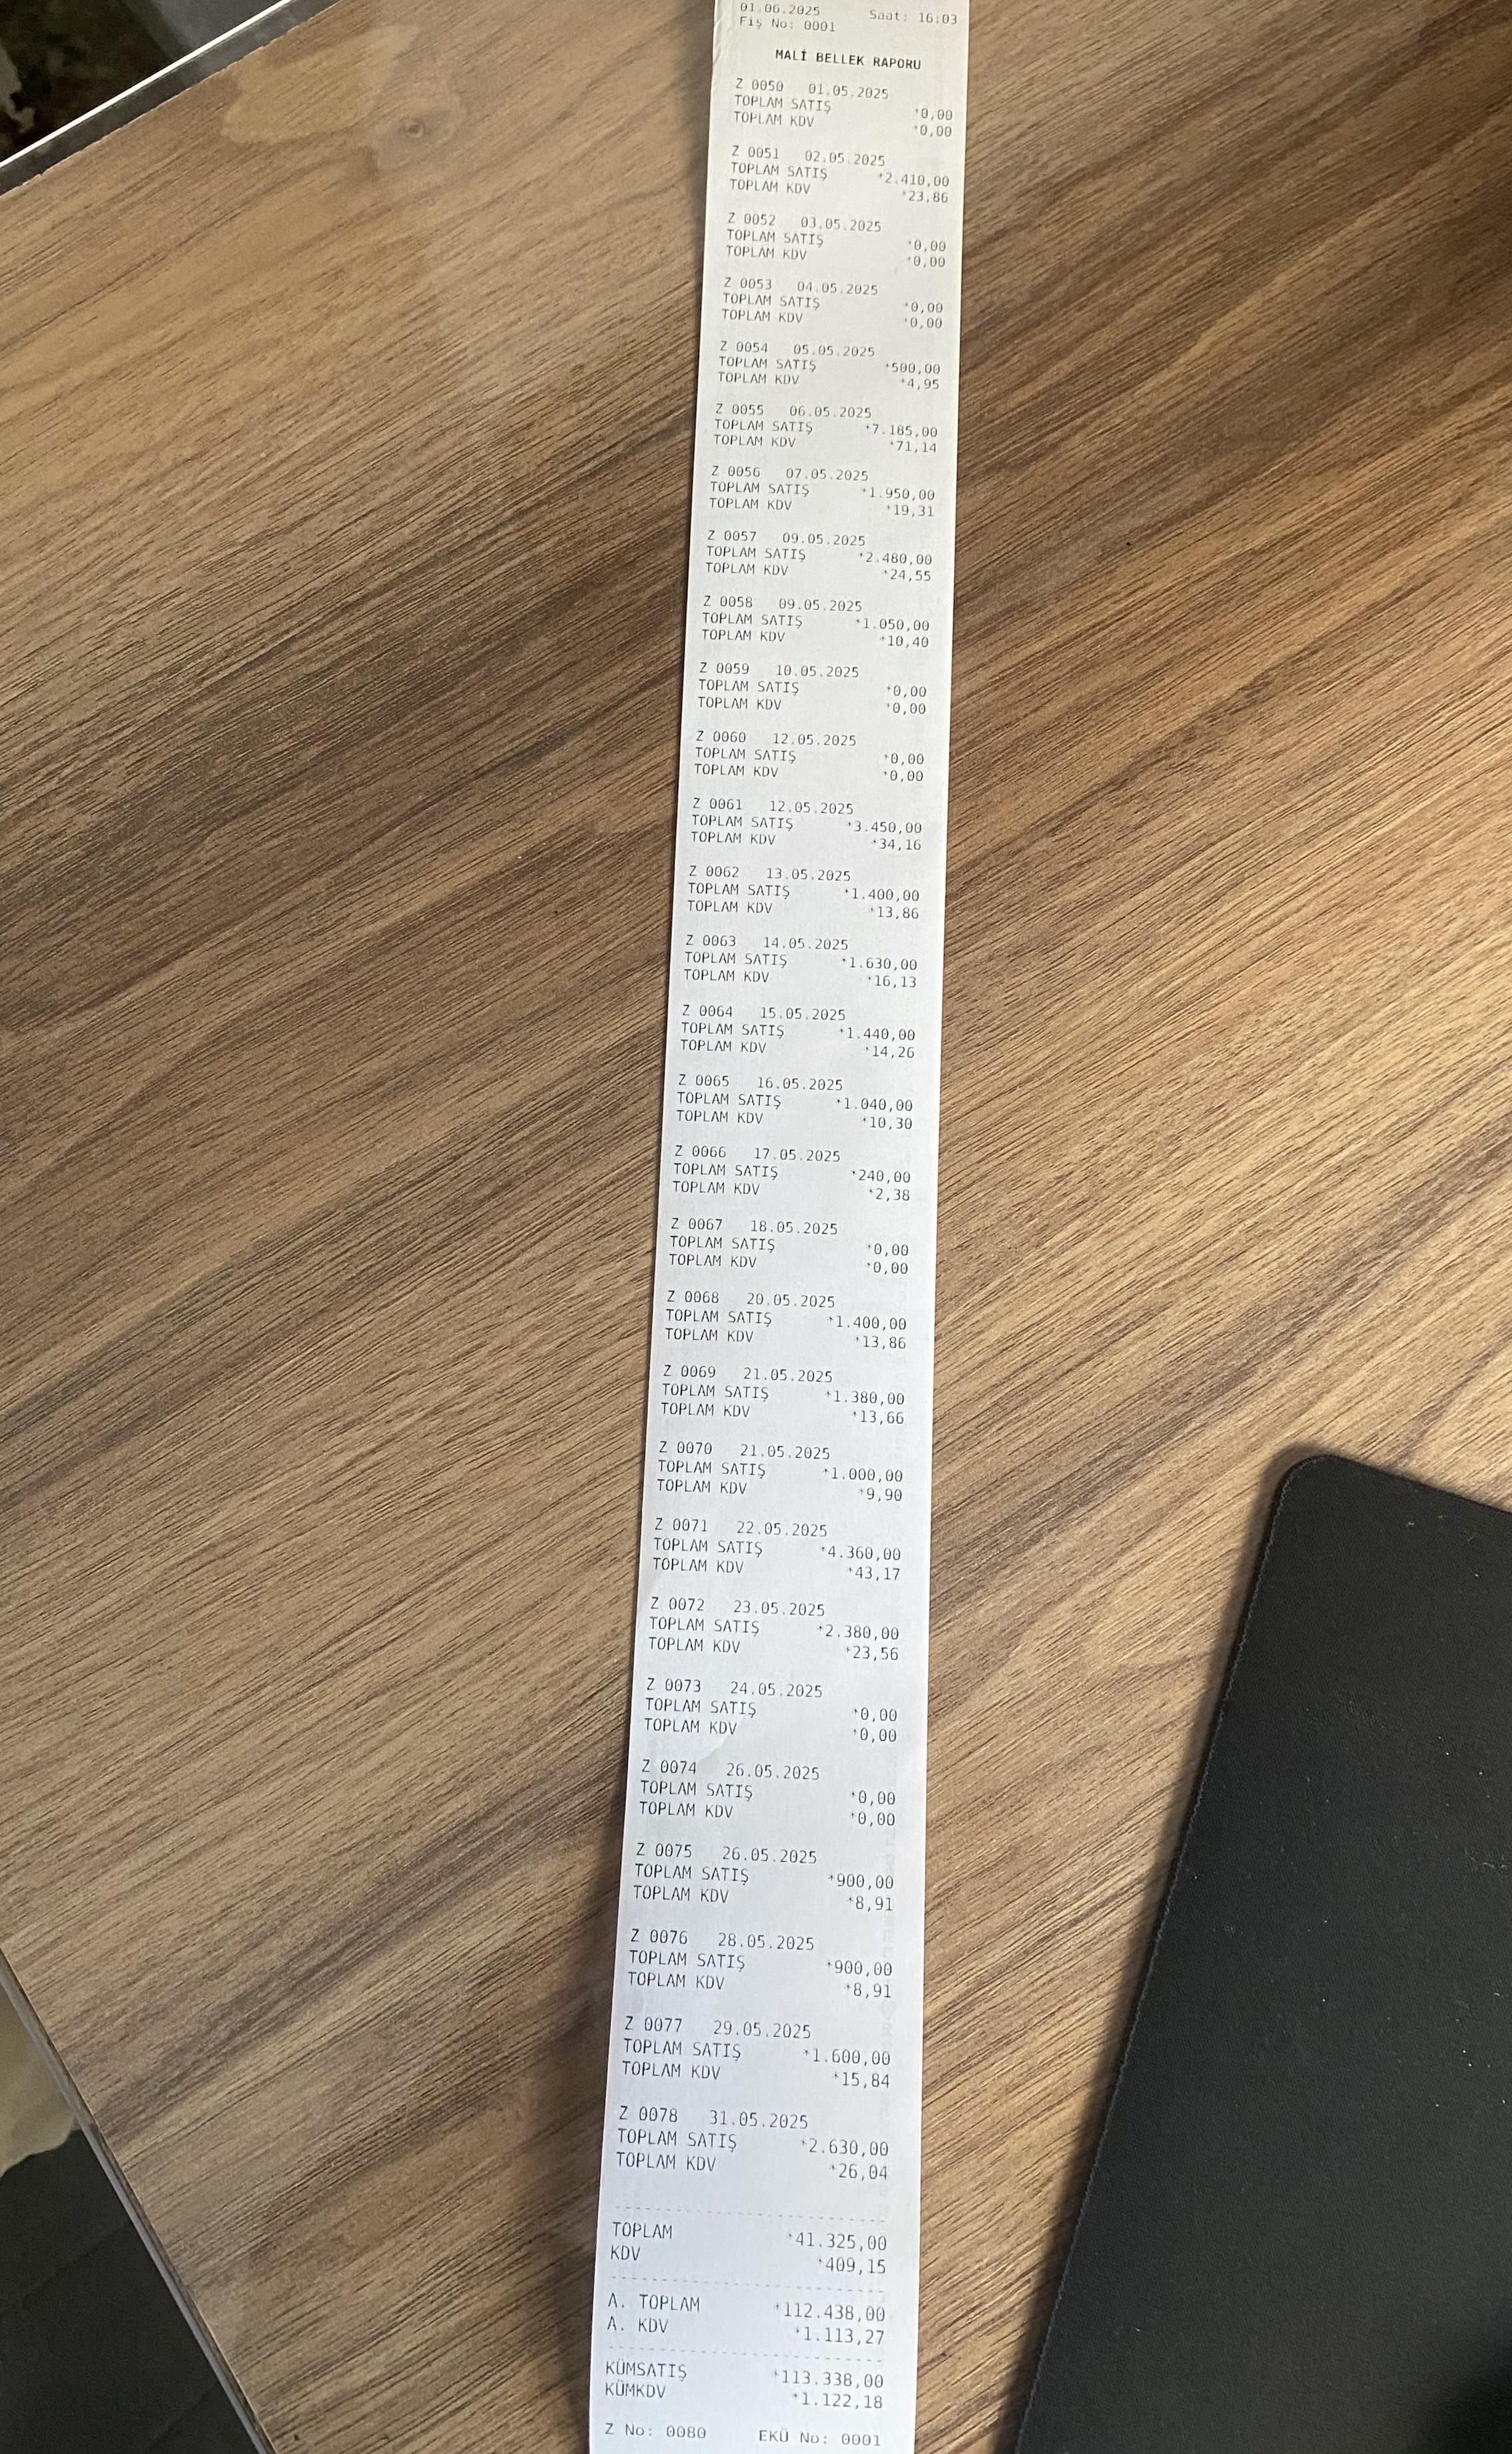 01.06.2025 Saat: 16:03
Fiş No: 0001
MALİ BELLEK RAPORU
Z 0050 01.05.2025
TOPLAM SATIŞ *0,00
TOPLAM KDV *0,00
Z 0051 02.05.2025
TOPLAM SATIŞ *2.410,00
TOPLAM KDV *23,86
Z 0052 03.05.2025
TOPLAM SATIŞ *0,00
TOPLAM KDV *0,00
Z 0053 04.05.2025
TOPLAM SATIŞ *0,00
TOPLAM KDV *0,00
Z 0054 05.05.2025
TOPLAM SATIŞ *500,00
TOPLAM KDV *4,95
Z 0055 06.05.2025
TOPLAM SATIŞ *7.185,00
TOPLAM KDV *71,14
Z 0056 07.05.2025
TOPLAM SATIŞ *1.950,00
TOPLAM KDV *19,31
Z 0057 09.05.2025
TOPLAM SATIŞ *2.480,00
TOPLAM KDV *24,55
Z 0058 09.05.2025
TOPLAM SATIŞ *1.050,00
TOPLAM KDV *10,40
Z 0059 10.05.2025
TOPLAM SATIŞ *0,00
TOPLAM KDV *0,00
Z 0060 12.05.2025
TOPLAM SATIŞ *0,00
TOPLAM KDV *0,00
Z 0061 12.05.2025
TOPLAM SATIŞ *3.450,00
TOPLAM KDV *34,16
Z 0062 13.05.2025
TOPLAM SATIŞ *1.400,00
TOPLAM KDV *13,86
Z 0063 14.05.2025
TOPLAM SATIŞ *1.630,00
TOPLAM KDV *16,13
Z 0064 15.05.2025
TOPLAM SATIŞ *1.440,00
TOPLAM KDV *14,26
Z 0065 16.05.2025
TOPLAM SATIŞ *1.040,00
TOPLAM KDV *10,30
Z 0066 17.05.2025
TOPLAM SATIŞ *240,00
TOPLAM KDV *2,38
Z 0067 18.05.2025
TOPLAM SATIŞ *0,00
TOPLAM KDV *0,00
Z 0068 20.05.2025
TOPLAM SATIŞ *1.400,00
TOPLAM KDV *13,86
Z 0069 21.05.2025
TOPLAM SATIŞ *1.380,00
TOPLAM KDV *13,66
Z 0070 21.05.2025
TOPLAM SATIŞ *1.000,00
TOPLAM KDV *9,90
Z 0071 22.05.2025
TOPLAM SATIŞ *4.360,00
TOPLAM KDV *43,17
Z 0072 23.05.2025
TOPLAM SATIŞ *2.380,00
TOPLAM KDV *23,56
Z 0073 24.05.2025
TOPLAM SATIŞ *0,00
TOPLAM KDV *0,00
Z 0074 26.05.2025
TOPLAM SATIŞ *0,00
TOPLAM KDV *0,00
Z 0075 26.05.2025
TOPLAM SATIŞ *900,00
TOPLAM KDV *8,91
Z 0076 28.05.2025
TOPLAM SATIŞ *900,00
TOPLAM KDV *8,91
Z 0077 29.05.2025
TOPLAM SATIŞ *1.600,00
TOPLAM KDV *15,84
Z 0078 31.05.2025
TOPLAM SATIŞ *2.630,00
TOPLAM KDV *26,04
TOPLAM *41.325,00
KDV *409,15
A. TOPLAM *112.438,00
A. KDV *1.113,27
KÜMSATIŞ *113.338,00
KÜMKDV *1.122,18
Z No: 0080 EKÜ No: 0001